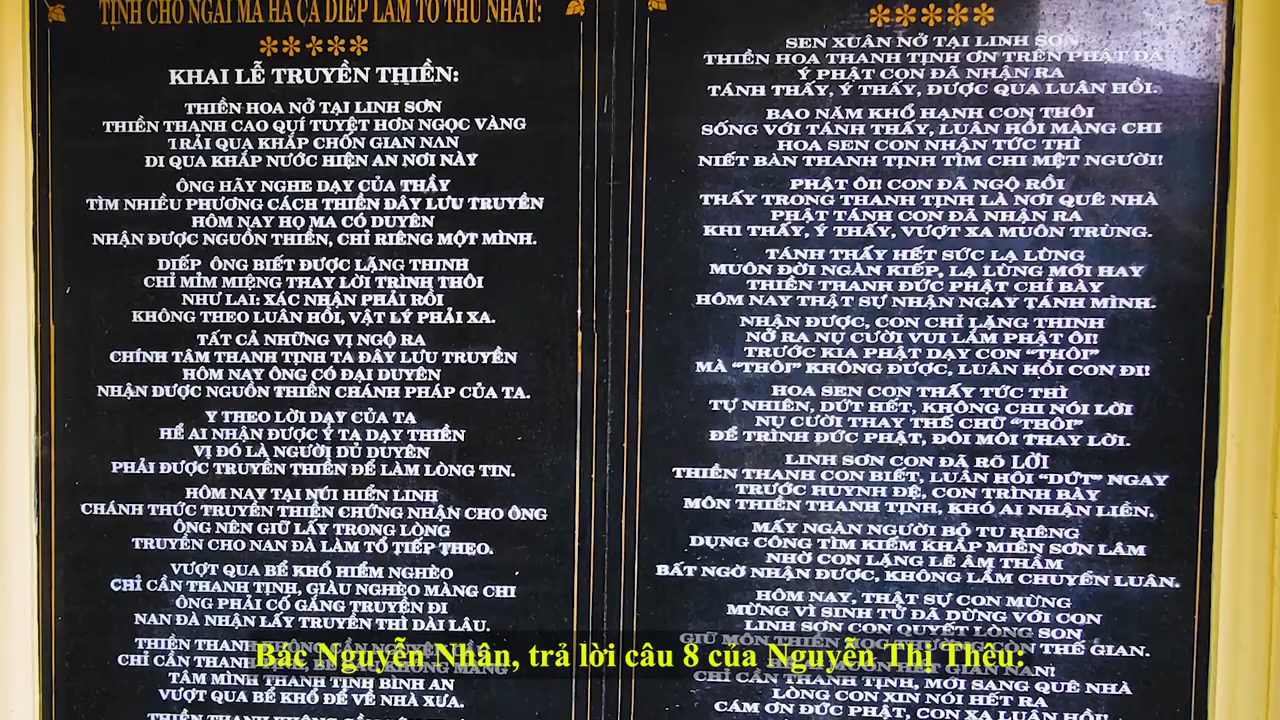 TỊNH CHO NGÀI MA HA CA DIẾP LÀM TỔ THỨ NHẤT:
KHAI LỄ TRUYỀN THIỀN:
THIỀN HOA NỞ TẠI LINH SƠN
THIỀN THANH CAO QUÍ TUYỆT HƠN NGỌC VÀNG
TRẢI QUA KHẮP CHỐN GIAN NAN
ĐI QUA KHẮP NƯỚC HIỆN AN NƠI NÀY
ÔNG HÃY NGHE DẠY CỦA THẦY
TÌM NHIỀU PHƯƠNG CÁCH THIỀN ĐÂY LƯU TRUYỀN
HÔM NAY HỌ MA CÓ DUYÊN
NHẬN ĐƯỢC NGUỒN THIỀN, CHỈ RIÊNG MỘT MÌNH.
DIẾP ÔNG BIẾT ĐƯỢC LẶNG THINH
CHỈ MỈM MIỆNG THAY LỜI TRÌNH THÔI
NHƯ LAI: XÁC NHẬN PHẢI RỒI
KHÔNG THEO LUÂN HỒI, VẬT LÝ PHẢI XA.
TẤT CẢ NHỮNG VỊ NGỘ RA
CHÍNH TÂM THANH TỊNH TA ĐÂY LƯU TRUYỀN
HÔM NAY ÔNG CÓ ĐẠI DUYÊN
NHẬN ĐƯỢC NGUỒN THIỀN CHÁNH PHÁP CỦA TA.
Y THEO LỜI DẠY CỦA TA
HỄ AI NHẬN ĐƯỢC Ý TA DẠY THIỀN
VỊ ĐÓ LÀ NGƯỜI ĐỦ DUYÊN
PHẢI ĐƯỢC TRUYỀN THIỀN ĐỂ LÀM LÒNG TIN.
HÔM NAY TẠI NÚI HIỂN LINH
CHÁNH THỨC TRUYỀN THIỀN CHỨNG NHẬN CHO ÔNG
ÔNG NÊN GIỮ LẤY TRONG LÒNG
TRUYỀN CHO NAN ĐÀ LÀM TỔ TIẾP THEO.
VƯỢT QUA BỂ KHỔ HIỂM NGHÈO
CHỈ CẦN THANH TỊNH, GIÀU NGHÈO MÀNG CHI
ÔNG PHẢI CỐ GẮNG TRUYỀN ĐI
NAN ĐÀ NHẬN LẤY TRUYỀN THÌ DÀI LÂU.
THIỀN THANH
CHỈ CẦN THANH
TÂM MÌNH THANH TỊNH BÌNH AN
VƯỢT QUA BỂ KHỔ ĐỂ VỀ NHÀ XƯA.
SEN XUÂN NỞ TẠI LINH SƠN
THIỀN HOA THANH TỊNH ƠN TRÊN PHẬT ĐÀ
Ý PHẬT CON ĐÃ NHẬN RA
TÁNH THẤY, Ý THẤY, ĐƯỢC QUA LUÂN HỒI.
BAO NĂM KHỔ HẠNH CON THÔI
SỐNG VỚI TÁNH THẤY, LUÂN HỒI MÀNG CHI
HOA SEN CON NHẬN TỨC THÌ
NIẾT BÀN THANH TỊNH TÌM CHI MỆT NGƯỜI!
PHẬT ÔI! CON ĐÃ NGỘ RỒI
THẤY TRONG THANH TỊNH LÀ NƠI QUÊ NHÀ
PHẬT TÁNH CON ĐÃ NHẬN RA
KHI THẤY, Ý THẤY, VƯỢT XA MUÔN TRÙNG.
TÁNH THẤY HẾT SỨC LẠ LÙNG
MUÔN ĐỜI NGÀN KIẾP, LẠ LÙNG MỚI HAY
THIỀN THANH ĐỨC PHẬT CHỈ BÀY
HÔM NAY THẬT SỰ NHẬN NGAY TÁNH MÌNH.
NHẬN ĐƯỢC, CON CHỈ LẶNG THINH
NỞ RA NỤ CƯỜI VUI LẮM PHẬT ÔI!
TRƯỚC KIA PHẬT DẠY CON “THÔI”
MÀ “THÔI” KHÔNG ĐƯỢC, LUÂN HỒI CON ĐI!
HOA SEN CON THẤY TỨC THÌ
TỰ NHIÊN, DỨT HẾT, KHÔNG CHI NÓI LỜI
NỤ CƯỜI THAY THẾ CHỮ “THÔI”
ĐỂ TRÌNH ĐỨC PHẬT, ĐÔI MÔI THAY LỜI.
LINH SƠN CON ĐÃ RÕ LỜI
THIỀN THANH CON BIẾT, LUÂN HỒI “DỨT” NGAY
TRƯỚC HUYNH ĐỆ, CON TRÌNH BÀY
MÔN THIỀN THANH TỊNH, KHÓ AI NHẬN LIỀN.
MẤY NGÀN NGƯỜI BỎ TU RIÊNG
DỤNG CÔNG TÌM KIẾM KHẮP MIỀN SƠN LÂM
NHỜ CON LẶNG LẼ ÂM THẦM
BẤT NGỜ NHẬN ĐƯỢC, KHÔNG LẦM CHUYỂN LUÂN.
HÔM NAY, THẬT SỰ CON MỪNG
MỪNG VÌ SINH TỬ ĐÃ DỪNG VỚI CON
LINH SƠN CON QUYẾT LÒNG SON
GIỮ MÔN THIỀN HỌC THẾ GIAN.
GIAN NAN!
CHỈ CẦN THANH TỊNH, MỚI SANG QUÊ NHÀ
LÒNG CON XIN NÓI HẾT RA
CÁM ƠN ĐỨC PHẬT, CON XA LUÂN HỒI!
Bác Nguyễn Nhân, trả lời câu 8 của Nguyễn Thị Thêu: